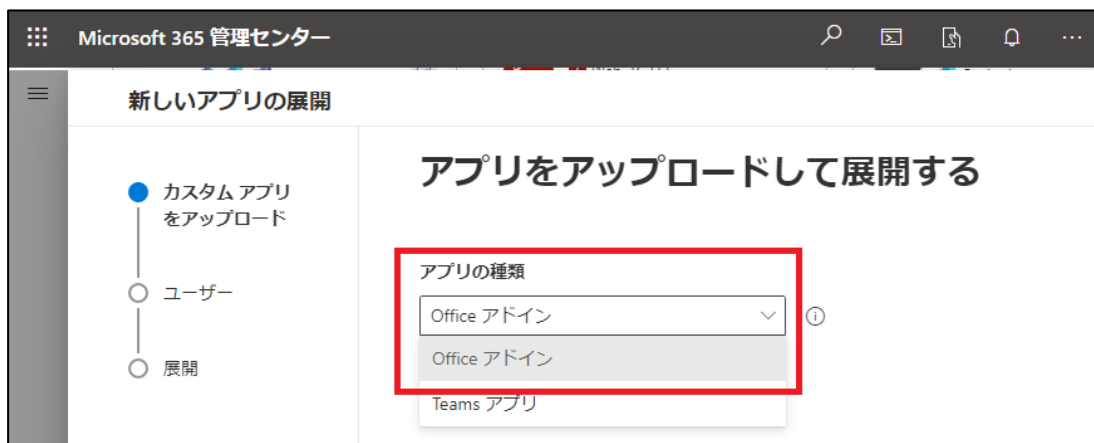 Microsoft 365 管理センター
新しいアプリの展開
カスタム アプリ
をアップロード
ユーザー
展開
アプリをアップロードして展開する
アプリの種類
Office アドイン
Office アドイン
Teams アプリ